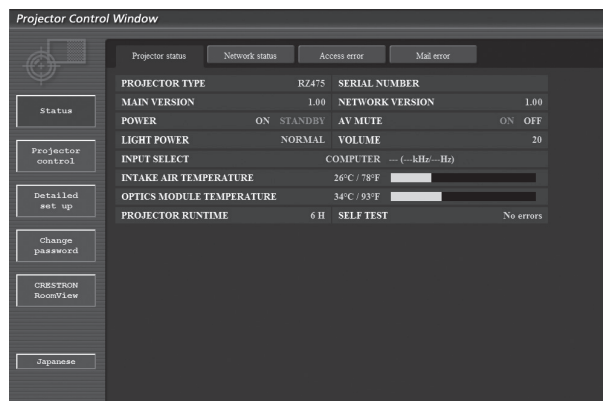 Projector Control Window
Projector status Network status Access error Mail error
Status
Projector
control
Detailed
set up
Change
password
CRESTRON
RoomView
Japanese
PROJECTOR TYPE RZ475 SERIAL NUMBER
MAIN VERSION 1.00 NETWORK VERSION 1.00
POWER ON STANDBY AV MUTE ON OFF
LIGHT POWER NORMAL VOLUME 20
INPUT SELECT COMPUTER — (—kHz/—Hz)
INTAKE AIR TEMPERATURE 26°C / 78°F
OPTICS MODULE TEMPERATURE 34°C / 93°F
PROJECTOR RUNTIME 6 H SELF TEST No errors